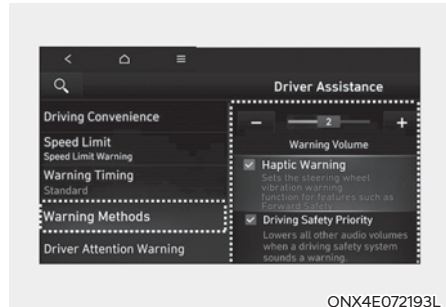 Driver Assistance
Driving Convenience
Speed Limit
Speed Limit Warning
Warning Timing
Standard
Warning Methods
Driver Attention Warning
− 2 +
Warning Volume
Haptic Warning
Sets the steering wheel
vibration warning
function for features such as
Forward Safety
Driving Safety Priority
Lowers all other audio volumes
when a driving safety system
sounds a warning.
ONX4E072193L